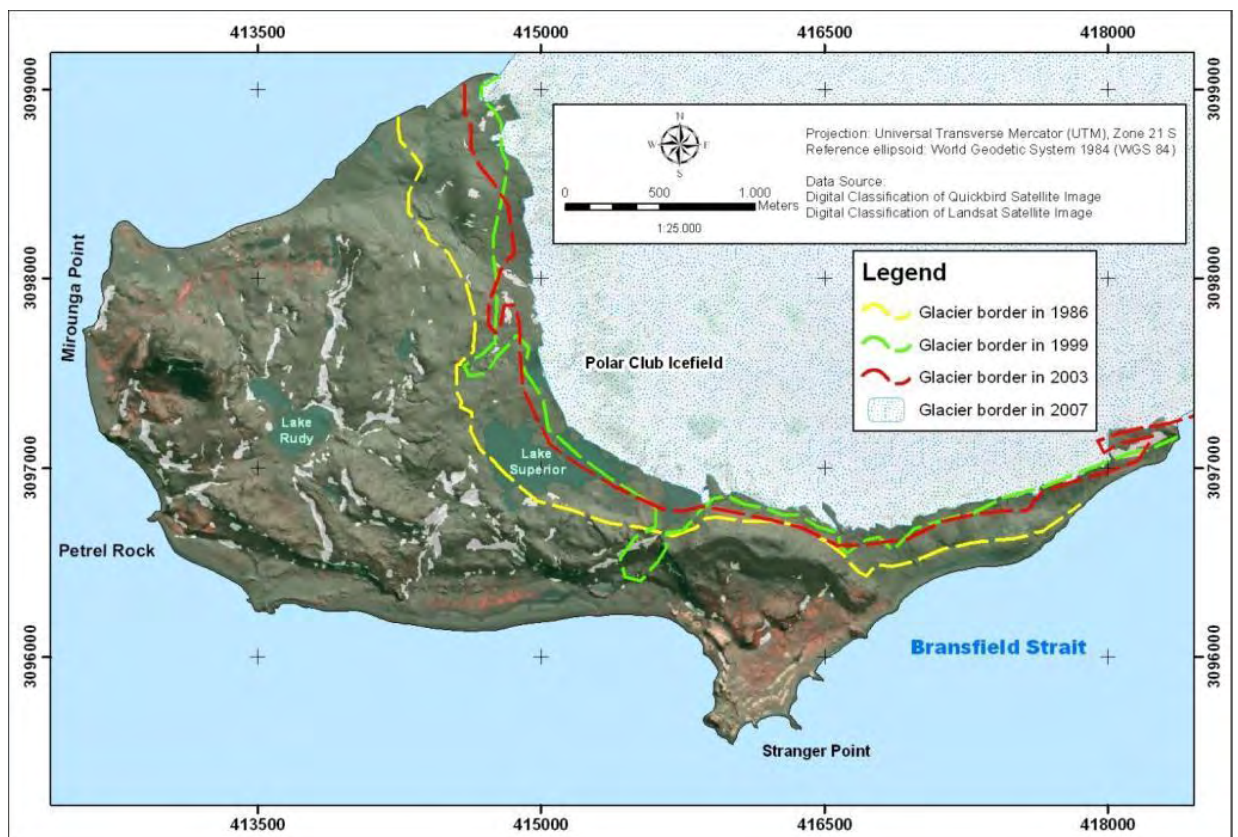 413500
415000
416500
418000
3099000
3099000
N
W
E
S
Projection: Universal Transverse Mercator (UTM), Zone 21 S
Reference ellipsoid: World Geodetic System 1984 (WGS 84)
0
500
1.000
Meters
1:25.000
Data Source:
Digital Classification of Quickbird Satellite Image
Digital Classification of Landsat Satellite Image
3098000
3098000
Mirounga Point
Legend
Glacier border in 1986
Glacier border in 1999
Glacier border in 2003
Glacier border in 2007
Polar Club Icefield
Lake
Rudy
Lake
Superior
3097000
3097000
Petrel Rock
3096000
3096000
Bransfield Strait
Stranger Point
413500
415000
416500
418000